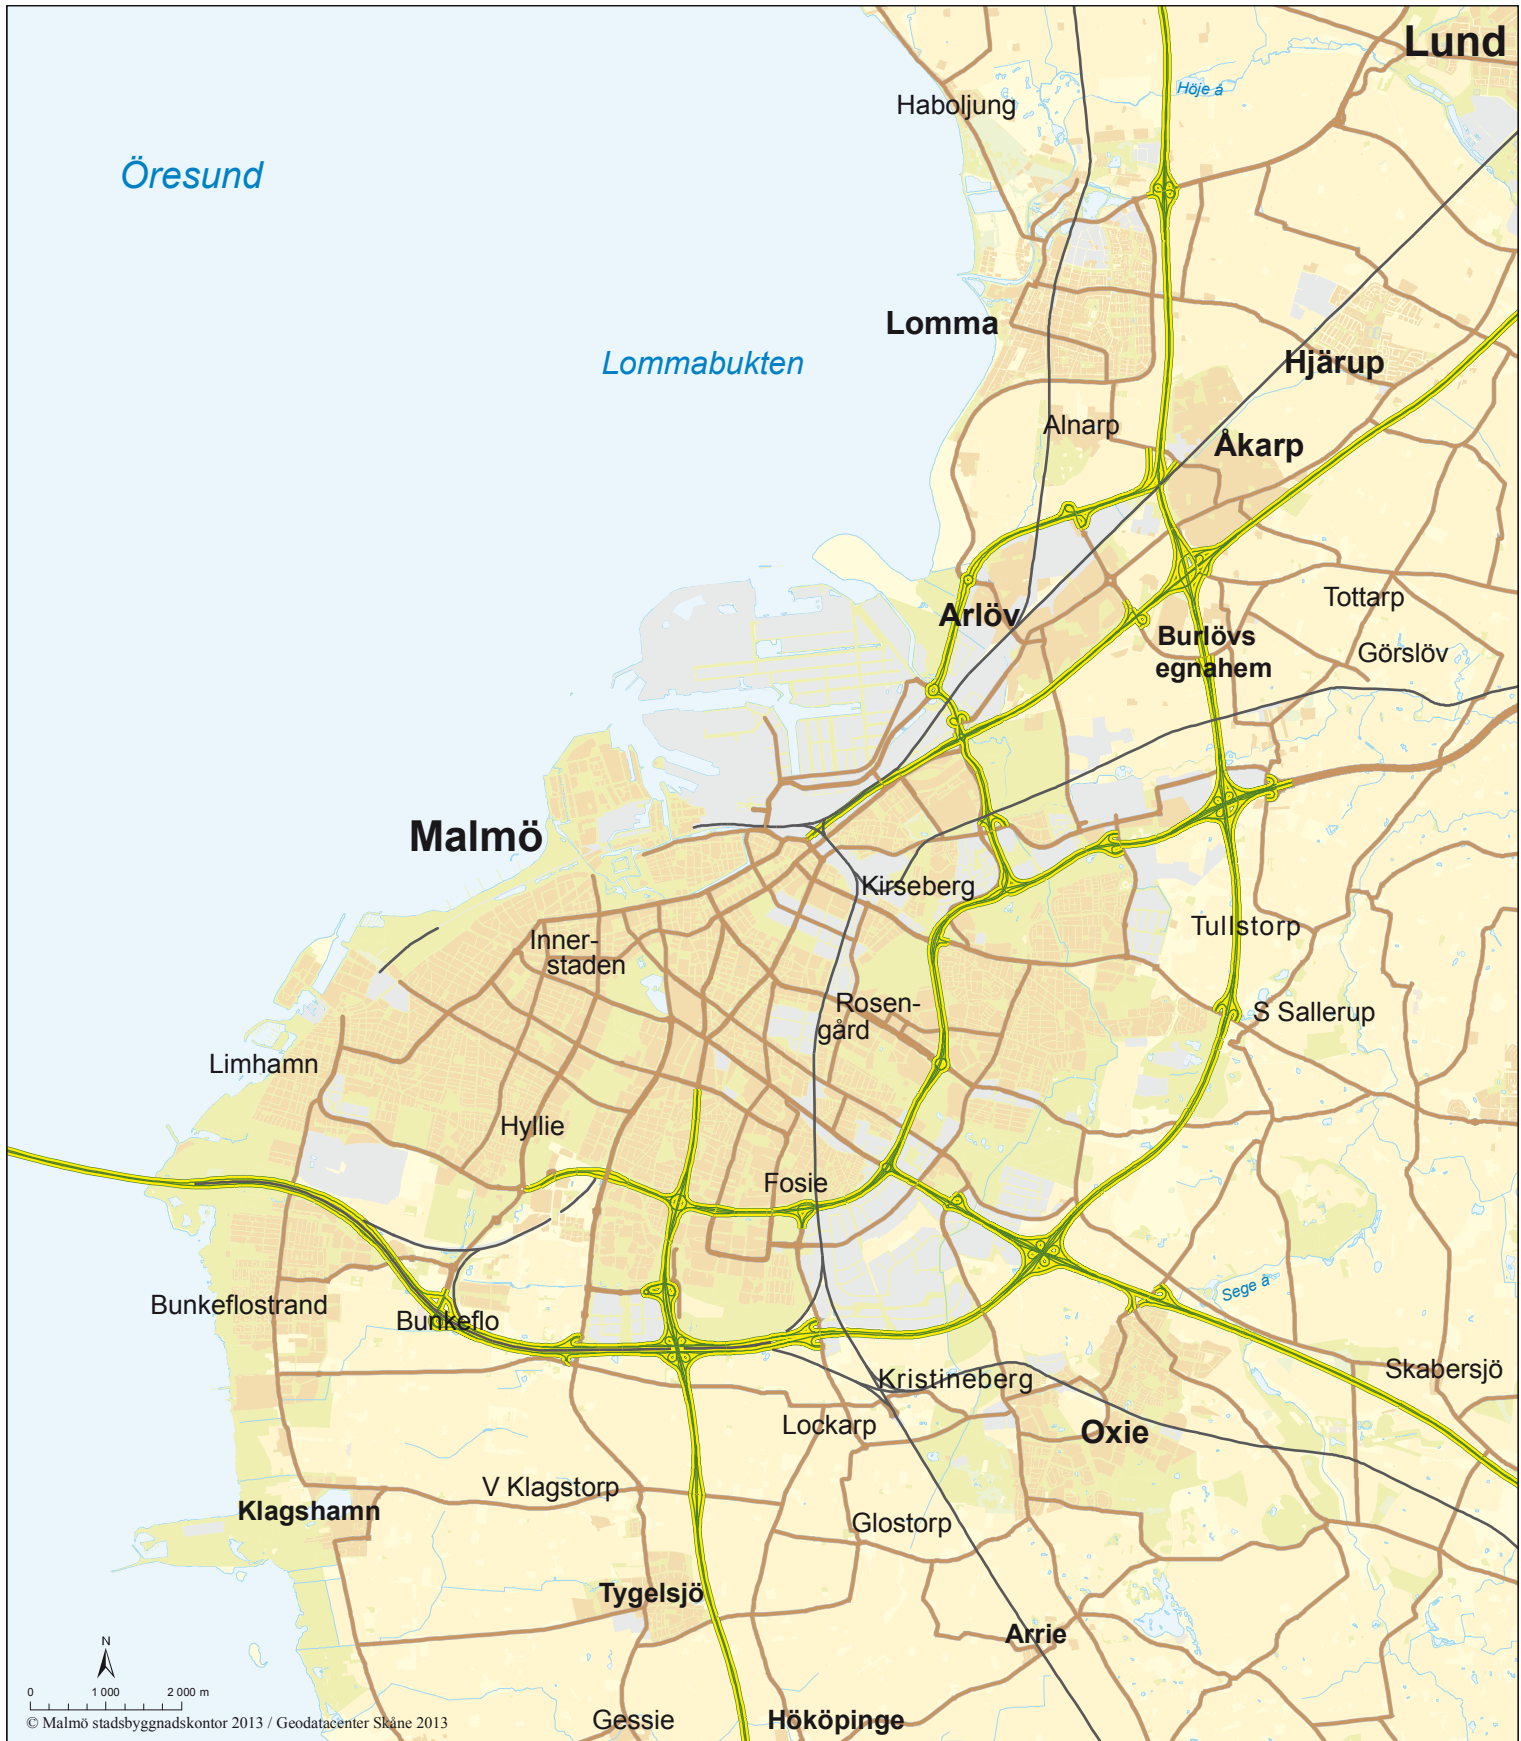 Lund
Höje å
Haboljung
Öresund
Lomma
Lommabukten
Hjärup
Alnarp
Åkarp
Tottarp
Arlöv
Burlövs
egnahem
Görslöv
Malmö
Kirseberg
Tullstorp
Inner-
staden
Rosen-
gård
S Sallerup
Limhamn
Hyllie
Fosie
Sege å
Bunkeflostrand
Bunkeflo
Skabersjö
Kristineberg
Lockarp
Oxie
V Klagstorp
Klagshamn
Glostorp
Tygelsjö
Arrie
N
0 1 000 2 000 m
© Malmö stadsbyggnadskontor 2013 / Geodatacenter Skåne 2013
Gessie
Hököpinge